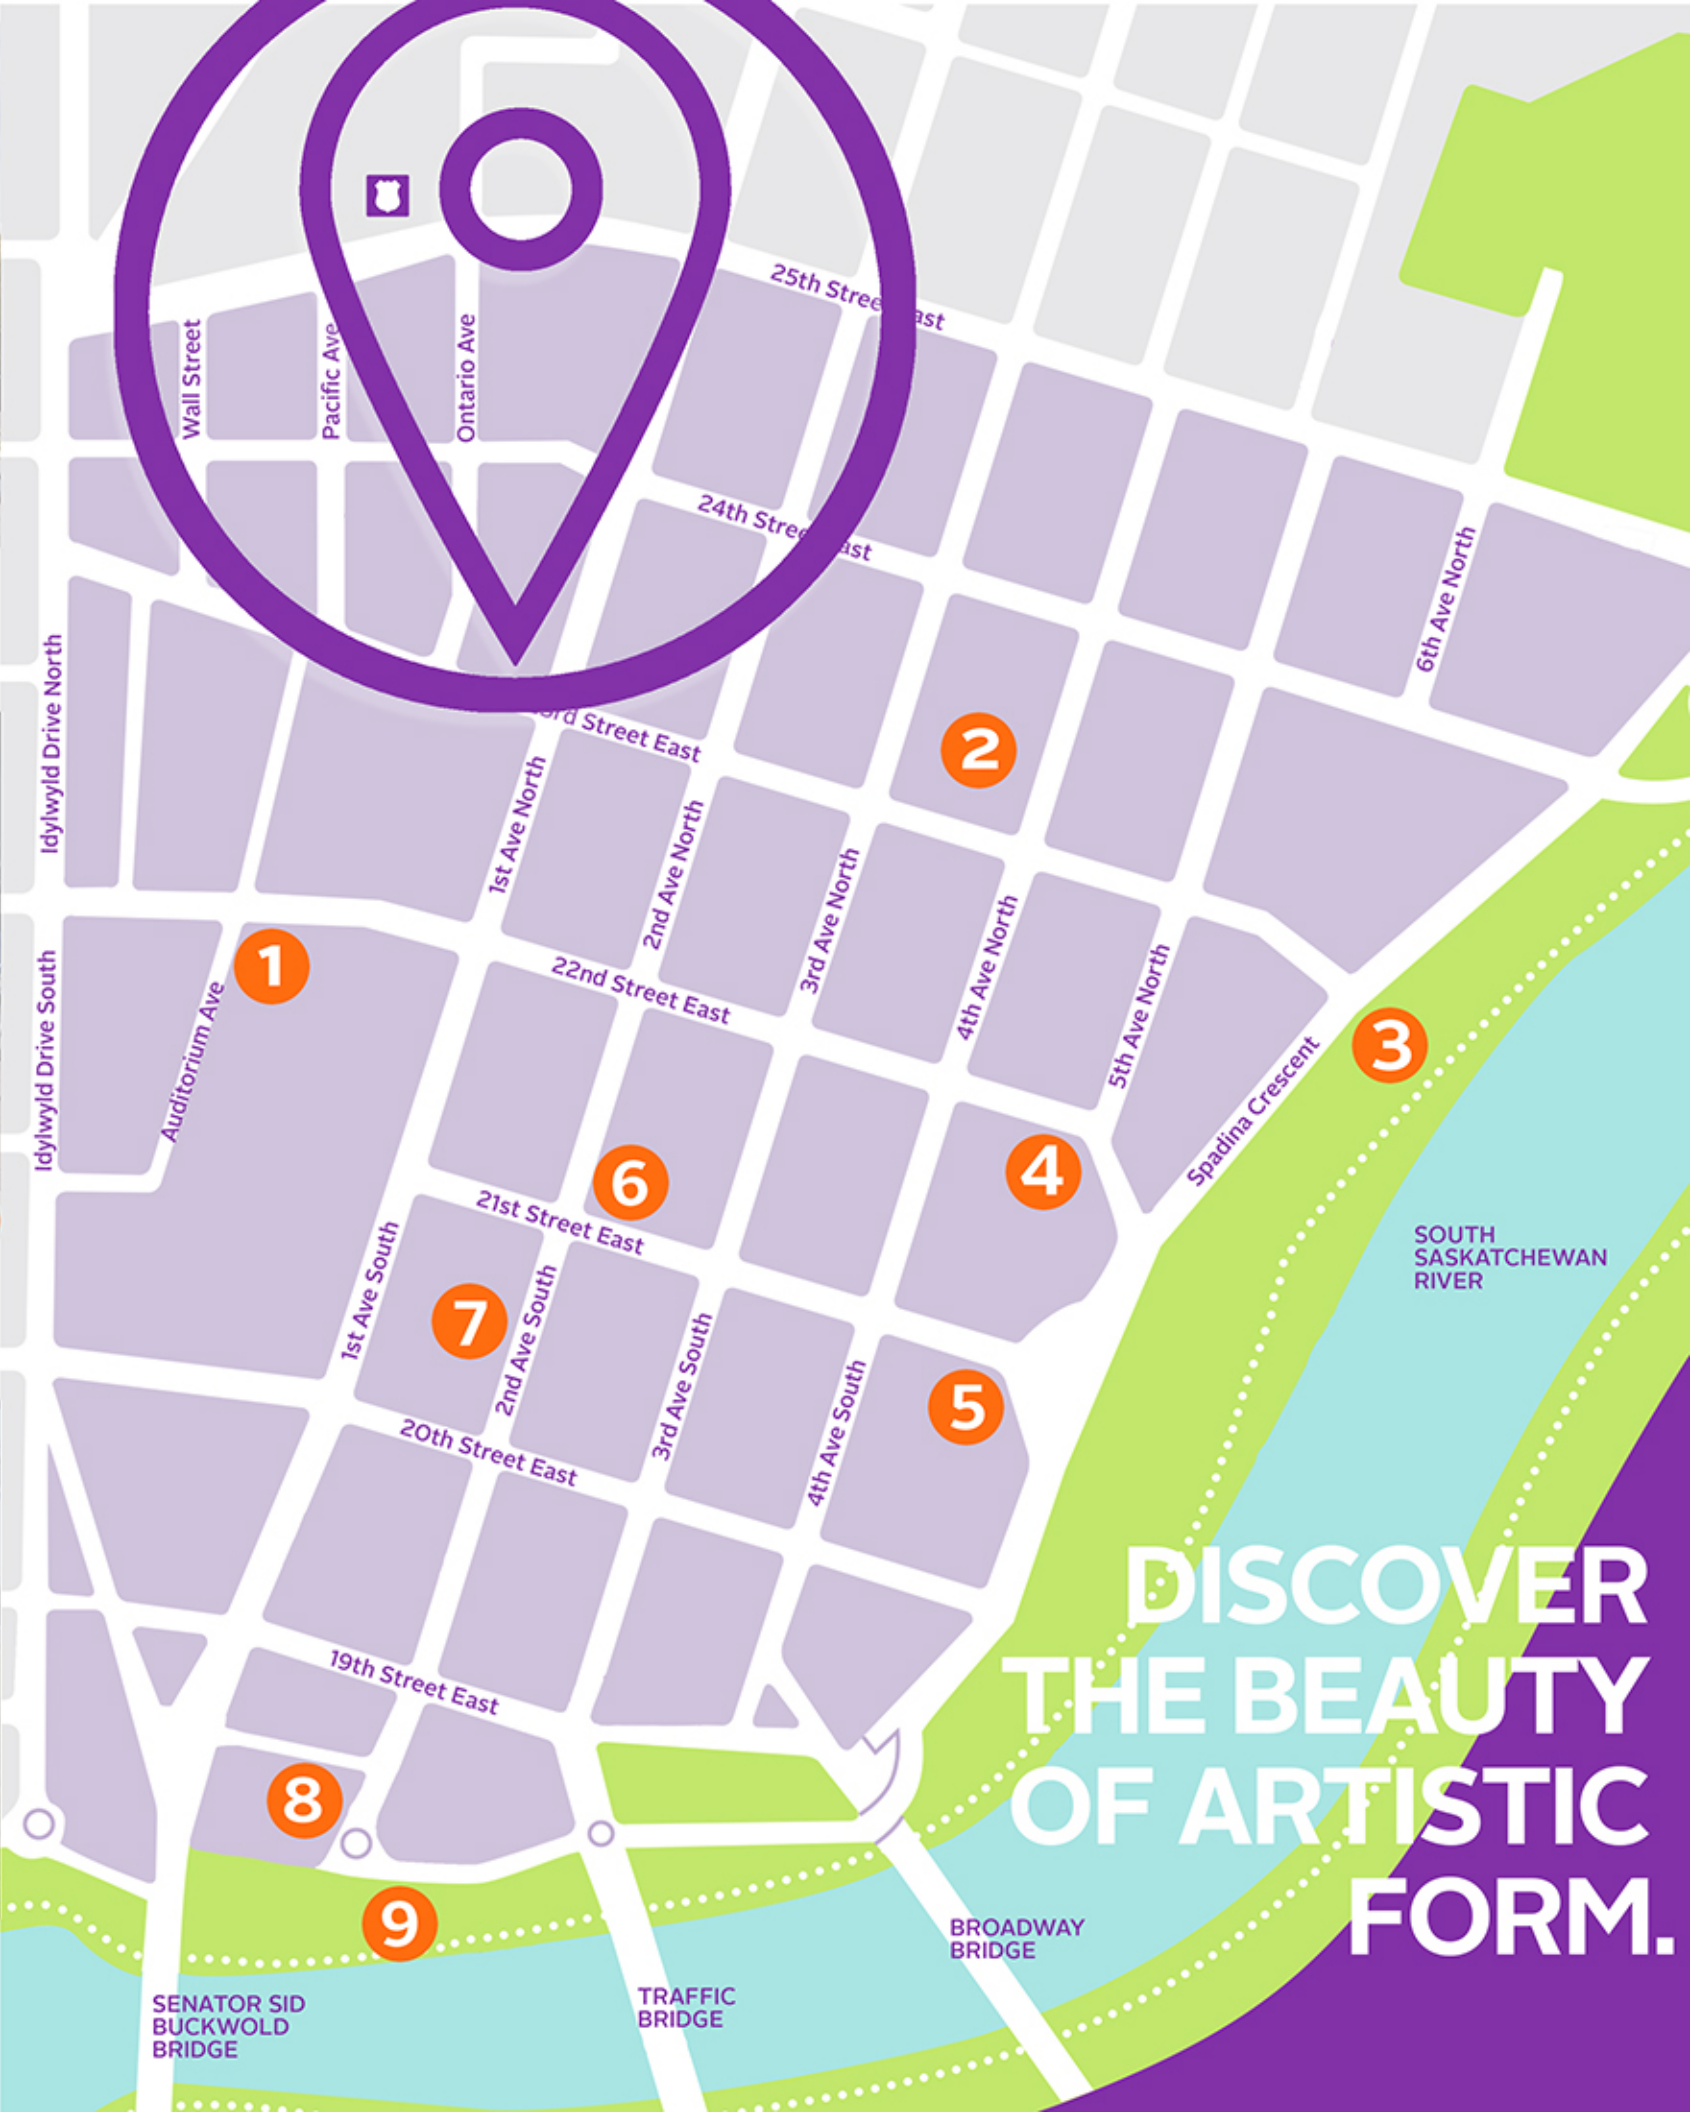 25th Stree ast
Wall Street
Pacific Ave
Ontario Ave
24th Stree ast
6th Ave North
Idylwyld Drive North
rd Street East
2
1st Ave North
2nd Ave North
3rd Ave North
4th Ave North
5th Ave North
1
22nd Street East
Idylwyld Drive South
Auditorium Ave
3
Spadina Crescent
4
6
21st Street East
SOUTH
SASKATCHEWAN
RIVER
1st Ave South
7
2nd Ave South
3rd Ave South
4th Ave South
5
20th Street East
DISCOVER
THE BEAUTY
OF ARTISTIC
FORM.
19th Street East
8
9
BROADWAY
BRIDGE
TRAFFIC
BRIDGE
SENATOR SID
BUCKWOLD
BRIDGE